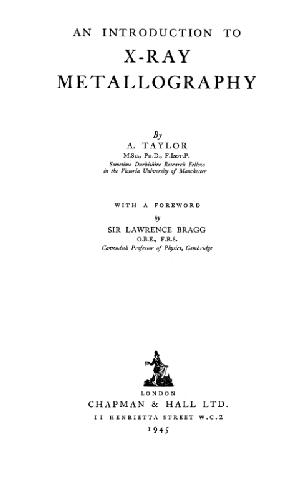 AN INTRODUCTION TO
X-RAY
METALLOGRAPHY
By
A. TAYLOR
M.Sc., Ph.D., F.Inst.P.
Sometime Davishulme Research Fellow
in the Victoria University of Manchester
WITH A FOREWORD
by
SIR LAWRENCE BRAGG
O.B.E., F.R.S.
Cavendish Professor of Physics, Cambridge
LONDON
CHAPMAN & HALL LTD.
11 HENRIETTA STREET W.C.2
1945